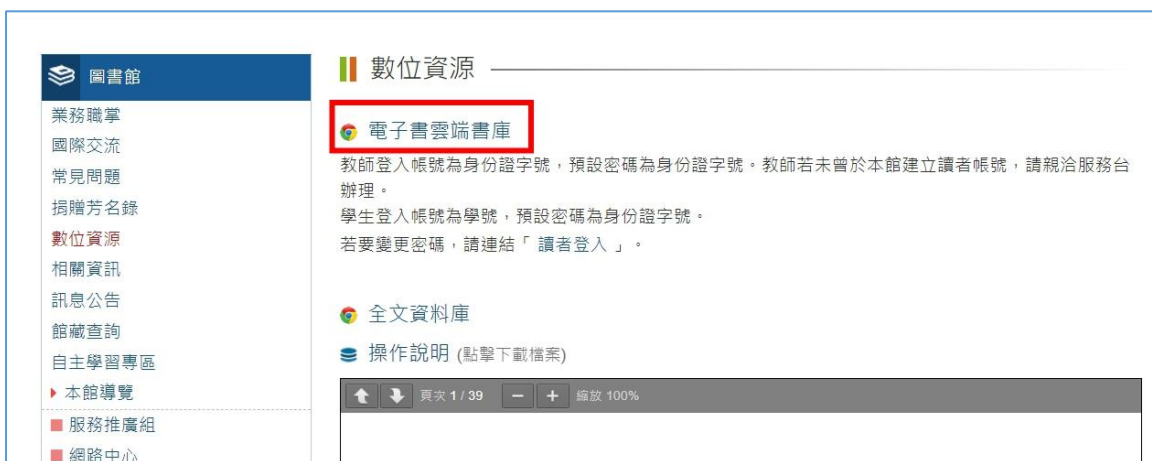 圖書館
業務職掌
國際交流
常見問題
捐贈芳名錄
數位資源
相關資訊
訊息公告
館藏查詢
自主學習專區
本館導覽
服務推廣組
網路中心
數位資源
電子書雲端書庫
教師登入帳號為身份證字號，預設密碼為身份證字號。教師若未曾於本館建立讀者帳號，請親洽服務台
辦理。
學生登入帳號為學號，預設密碼為身份證字號。
若要變更密碼，請連結「 讀者登入 」。
全文資料庫
操作說明 (點擊下載檔案)
頁次 1 / 39 縮放 100%